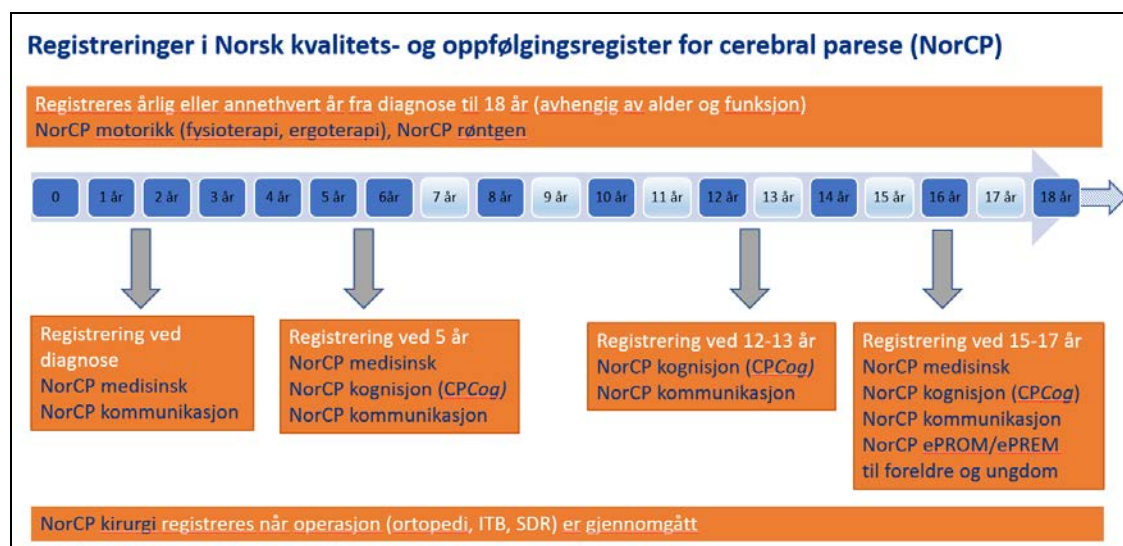 Registreringer i Norsk kvalitets- og oppfølgingsregister for cerebral parese (NorCP)
Registreres årlig eller annethvert år fra diagnose til 18 år (avhengig av alder og funksjon)
NorCP motorikk (fysioterapi, ergoterapi), NorCP røntgen
0 1 år 2 år 3 år 4 år 5 år 6år 7 år 8 år 9 år 10 år 11 år 12 år 13 år 14 år 15 år 16 år 17 år 18 år
Registrering ved
diagnose
NorCP medisinsk
NorCP kommunikasjon
Registrering ved 5 år
NorCP medisinsk
NorCP kognisjon (CPCog)
NorCP kommunikasjon
Registrering ved 12-13 år
NorCP kognisjon (CPCog)
NorCP kommunikasjon
Registrering ved 15-17 år
NorCP medisinsk
NorCP kognisjon (CPCog)
NorCP kommunikasjon
NorCP ePROM/ePREM
til foreldre og ungdom
NorCP kirurgi registreres når operasjon (ortopedi, ITB, SDR) er gjennomgått